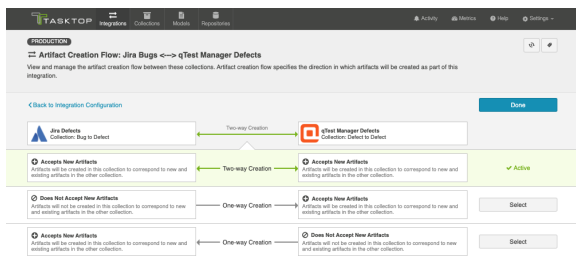 TASKTOP
Integrations
Collections
Models
Repositories
Activity
Metrics
Help
Settings
PRODUCTION
Artifact Creation Flow: Jira Bugs <--> qTest Manager Defects
View and manage the artifact creation flow between these collections. Artifact creation flow specifies the direction in which artifacts will be created as part of this
integration.
Back to Integration Configuration
Done
Jira Defects
Collection: Bug to Defect
Two-way Creation
qTest Manager Defects
Collection: Defect to Defect
Accepts New Artifacts
Artifacts will be created in this collection to correspond to new and
existing artifacts in the other collection.
Two-way Creation
Accepts New Artifacts
Artifacts will be created in this collection to correspond to new and
existing artifacts in the other collection.
Active
Does Not Accept New Artifacts
Artifacts will not be created in this collection to correspond to new
and existing artifacts in the other collection.
One-way Creation
Accepts New Artifacts
Artifacts will be created in this collection to correspond to new and
existing artifacts in the other collection.
Select
Accepts New Artifacts
Artifacts will be created in this collection to correspond to new and
existing artifacts in the other collection.
One-way Creation
Does Not Accept New Artifacts
Artifacts will not be created in this collection to correspond to new
and existing artifacts in the other collection.
Select